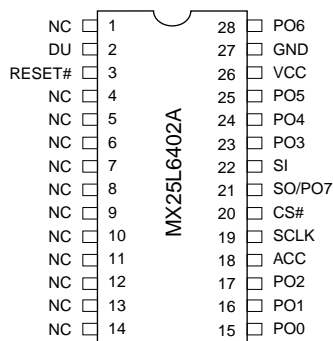 NC 1 28 PO6
DU 2 27 GND
RESET# 3 26 VCC
NC 4 25 PO5
NC 5 24 PO4
NC 6 23 PO3
NC 7 22 SI
NC 8 21 SO/PO7
NC 9 20 CS#
NC 10 19 SCLK
NC 11 18 ACC
NC 12 17 PO2
NC 13 16 PO1
NC 14 15 PO0
MX25L6402A